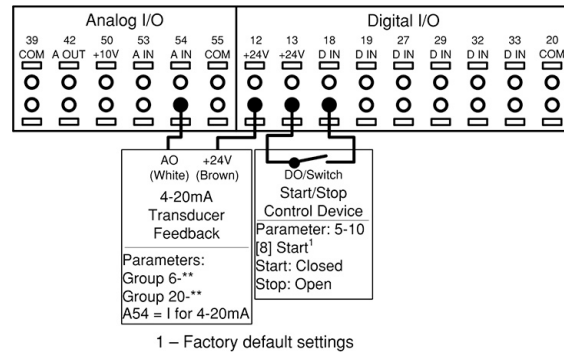 Analog I/O
Digital I/O
39 42 50 53 54 55 12 13 18 19 27 29 32 33 20
COM A OUT +10V A IN A IN COM +24V +24V D IN D IN D IN D IN D IN D IN COM
AO +24V
(White) (Brown)
4-20mA
Transducer
Feedback
Parameters:
Group 6-**
Group 20-**
A54 = I for 4-20mA
DO/Switch
Start/Stop
Control Device
Parameter: 5-10
[8] Start¹
Start: Closed
Stop: Open
1 – Factory default settings